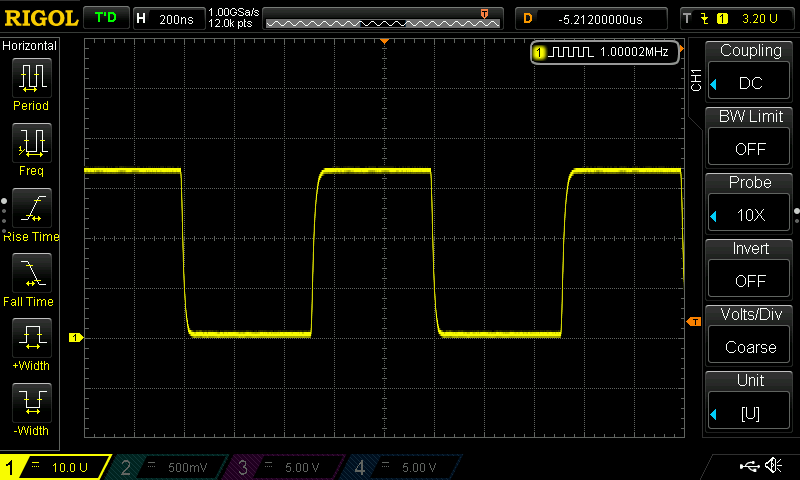 RIGOL T'D H 200ns 1.00GSa/s 12.0k pts T D -5.21200000us T 1 3.20 U
Horizontal
1 1.00002MHz
Period
Freq
Rise Time
Fall Time
+Width
-Width
1
T
CH1
Coupling
DC
BW Limit
OFF
Probe
10X
Invert
OFF
Volts/Div
Coarse
Unit
[U]
1 10.0 U 2 500mV 3 5.00 V 4 5.00 V